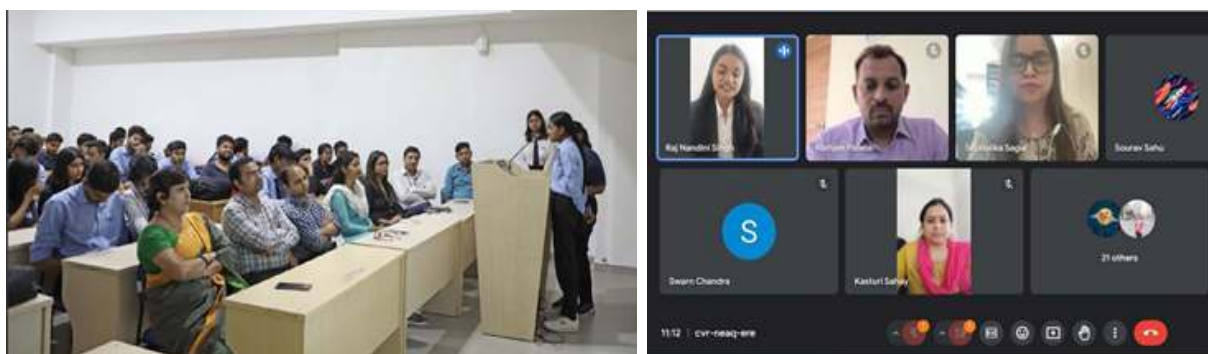 Raj Nandini Singh
Sourav Sahu
S
Swarn Chandra
Kasturi Sahay
21 others
11:12 | cvr-neaq-ere